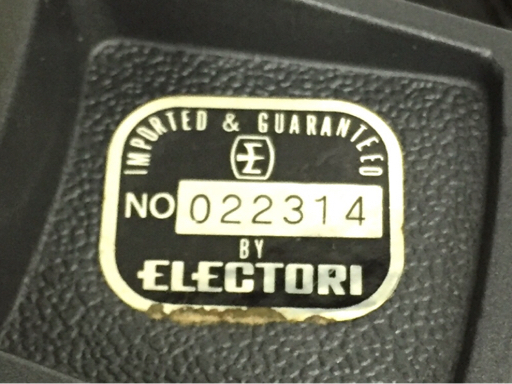 IMPORTED & GUARANTEED
E
NO 022314
BY
ELECTORI